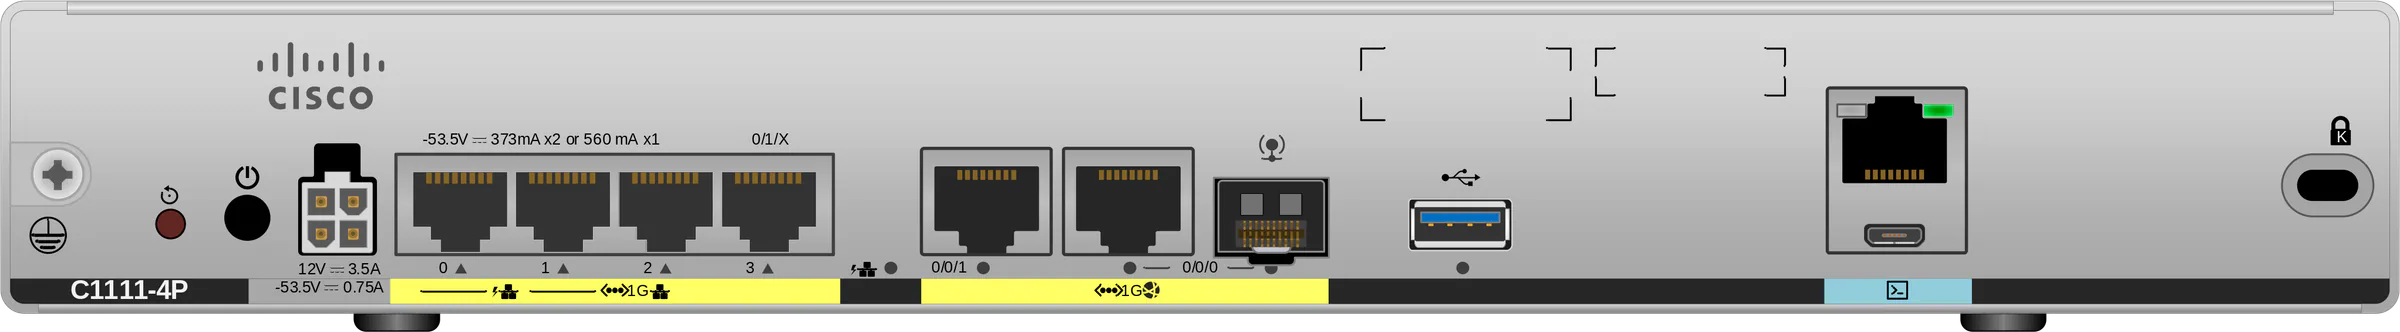 CISCO
-53.5V ⎓ 373mA x2 or 560 mA x1
0/1/X
K
12V ⎓ 3.5A
0
1
2
3
0/0/1
0/0/0
C1111-4P
-53.5V ⎓ 0.75A
1G
1G